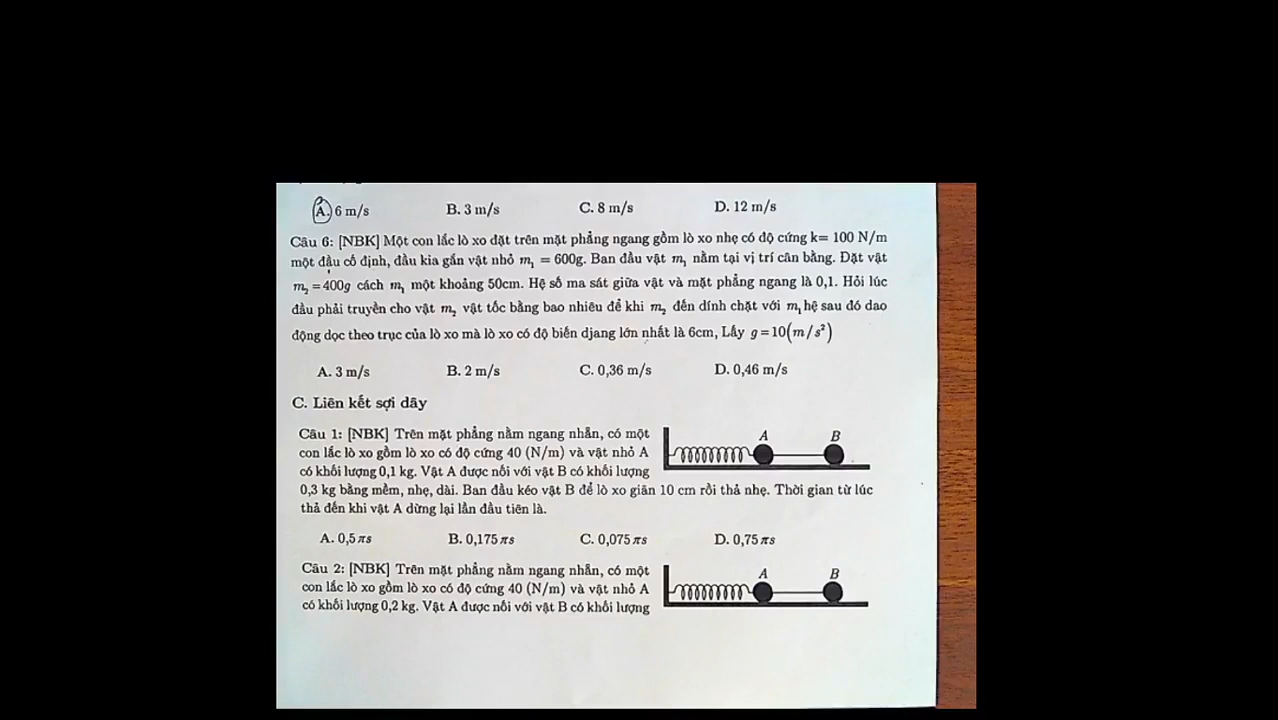 A. 6 m/s B. 3 m/s C. 8 m/s D. 12 m/s
Câu 6: [NBK] Một con lắc lò xo đặt trên mặt phẳng ngang gồm lò xo nhẹ có độ cứng k= 100 N/m
một đầu cố định, đầu kia gắn vật nhỏ m₁ = 600g. Ban đầu vật m₁ nằm tại vị trí cân bằng. Đặt vật
m₂ = 400g cách m₁ một khoảng 50cm. Hệ số ma sát giữa vật và mặt phẳng ngang là 0,1. Hỏi lúc
đầu phải truyền cho vật m₂ vật tốc bằng bao nhiêu để khi m₂ đến dính chặt với m₁ hệ sau đó dao
động dọc theo trục của lò xo mà lò xo có độ biến djang lớn nhất là 6cm, Lấy g = 10(m/s²)
A. 3 m/s B. 2 m/s C. 0,36 m/s D. 0,46 m/s
C. Liên kết sợi dây
Câu 1: [NBK] Trên mặt phẳng nằm ngang nhẵn, có một
con lắc lò xo gồm lò xo có độ cứng 40 (N/m) và vật nhỏ A
có khối lượng 0,1 kg. Vật A được nối với vật B có khối lượng
0,3 kg bằng mềm, nhẹ, dài. Ban đầu kéo vật B để lò xo giãn 10 cm rồi thả nhẹ. Thời gian từ lúc
thả đến khi vật A dừng lại lần đầu tiên là.
A B
A. 0,5πs B. 0,175πs C. 0,075πs D. 0,75πs
Câu 2: [NBK] Trên mặt phẳng nằm ngang nhẵn, có một
con lắc lò xo gồm lò xo có độ cứng 40 (N/m) và vật nhỏ A
có khối lượng 0,2 kg. Vật A được nối với vật B có khối lượng
A B